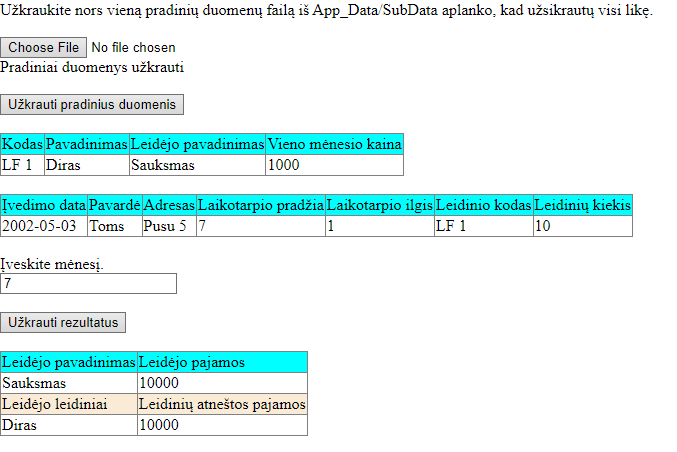 Užkraukite nors vieną pradinių duomenų failą iš App_Data/SubData aplanko, kad užsikrautų visi likę.
Choose File No file chosen
Pradiniai duomenys užkrauti
Užkrauti pradinius duomenis
Kodas Pavadinimas Leidėjo pavadinimas Vieno mėnesio kaina
LF 1 Diras Sauksmas 1000
Įvedimo data Pavardė Adresas Laikotarpio pradžia Laikotarpio ilgis Leidinio kodas Leidinių kiekis
2002-05-03 Toms Pusu 5 7 1 LF 1 10
Įveskite mėnesį.
7
Užkrauti rezultatus
Leidėjo pavadinimas Leidėjo pajamos
Sauksmas 10000
Leidėjo leidiniai Leidinių atneštos pajamos
Diras 10000